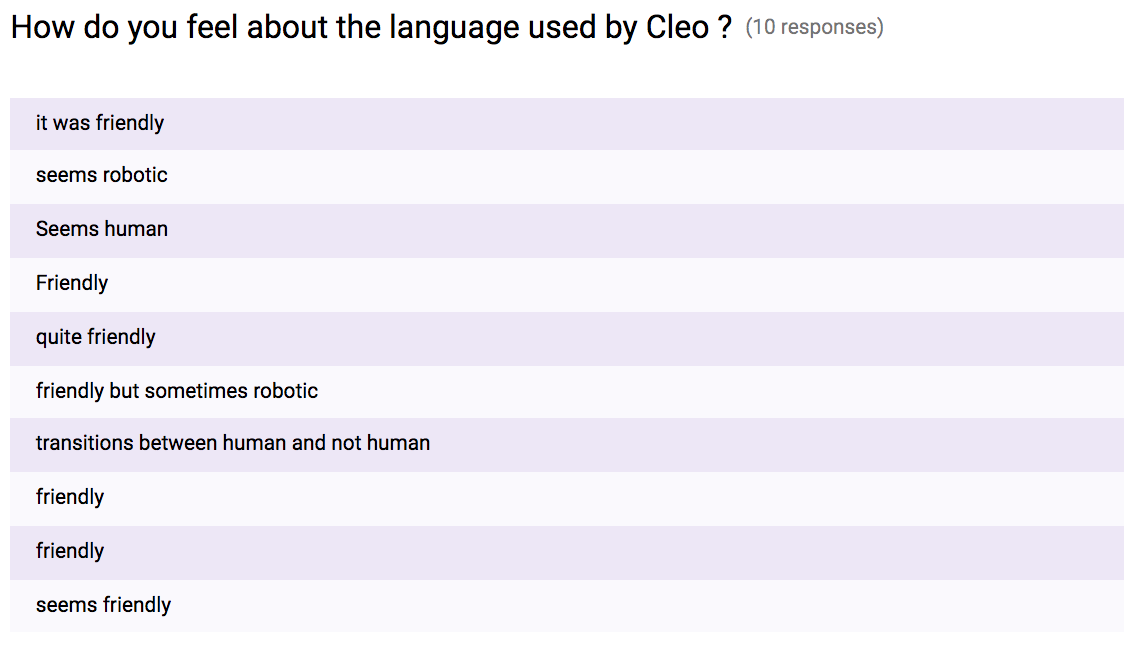 How do you feel about the language used by Cleo ? (10 responses)
it was friendly
seems robotic
Seems human
Friendly
quite friendly
friendly but sometimes robotic
transitions between human and not human
friendly
friendly
seems friendly